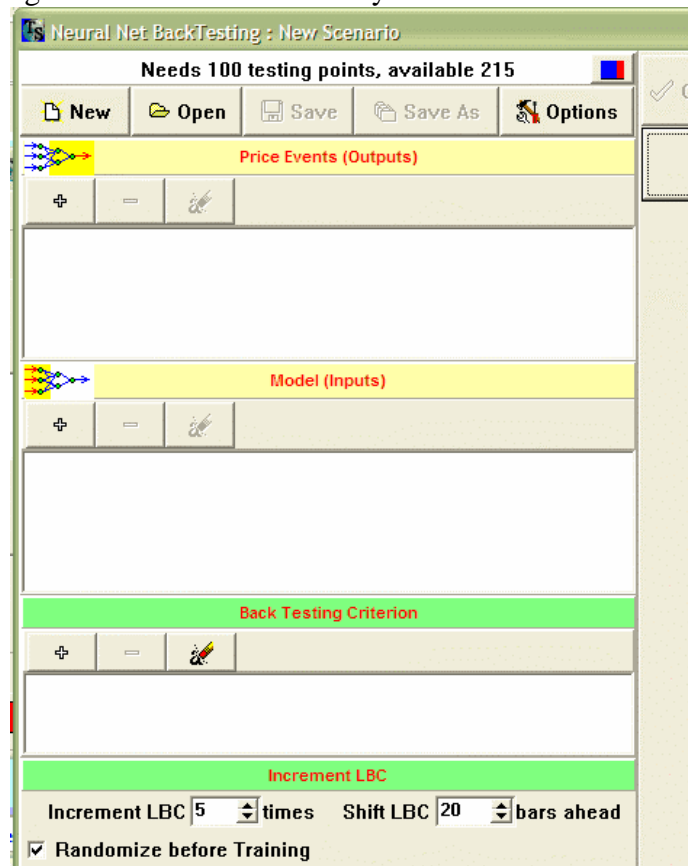 Neural Net BackTesting : New Scenario
Needs 100 testing points, available 215
New Open Save Save As Options
Price Events (Outputs)
Model (Inputs)
Back Testing Criterion
Increment LBC
Increment LBC 5 times Shift LBC 20 bars ahead
Randomize before Training